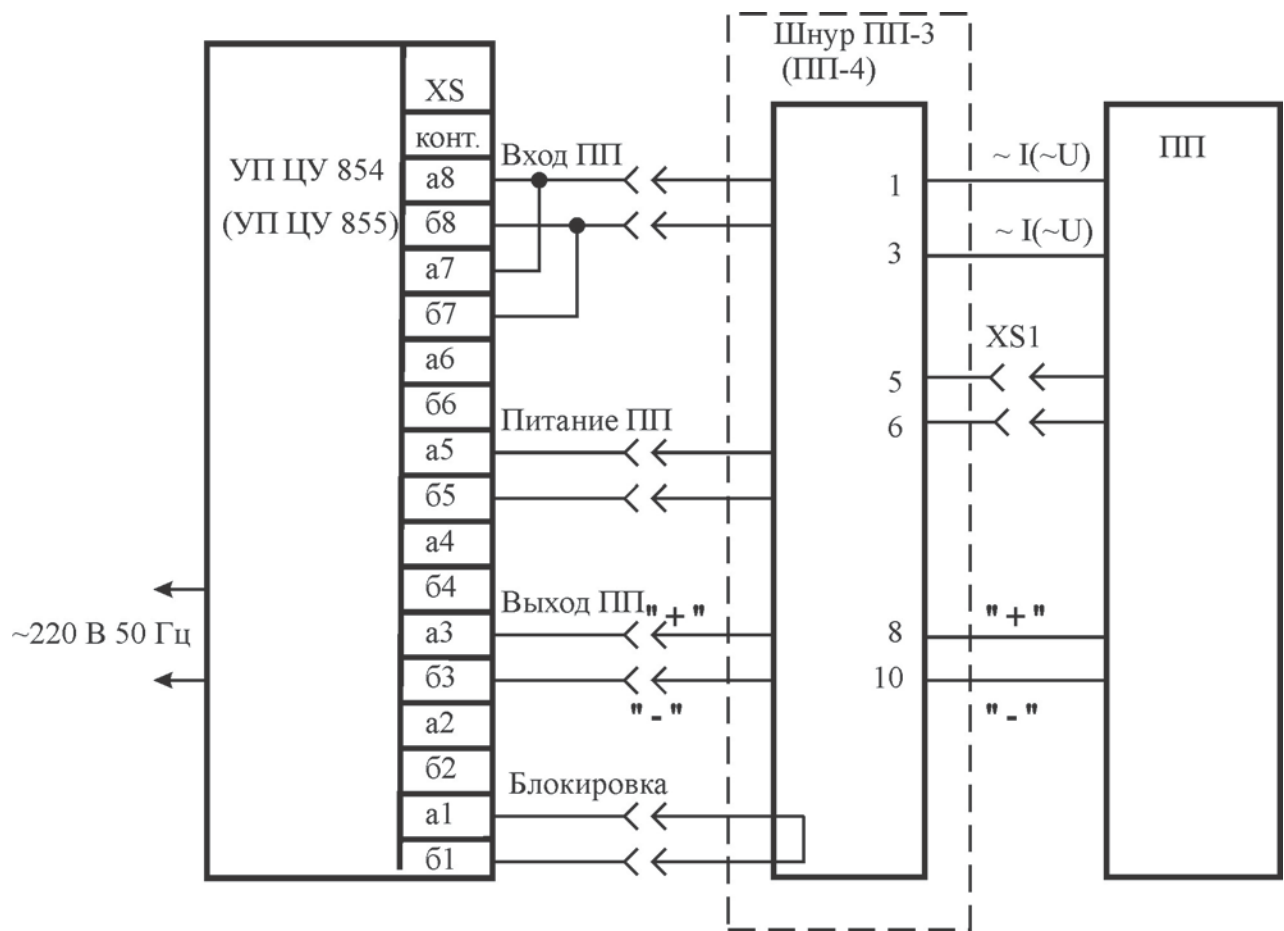 Шнур ПП-3
(ПП-4)
XS
конт.
УП ЦУ 854
(УП ЦУ 855)
а8
б8
а7
б7
а6
б6
а5
б5
а4
б4
а3
б3
а2
б2
а1
б1
~220 В 50 Гц
Вход ПП
Питание ПП
Выход ПП
"+"
"-"
Блокировка
1
3
5
6
8
10
~ I(~U)
~ I(~U)
XS1
"+"
"-"
ПП